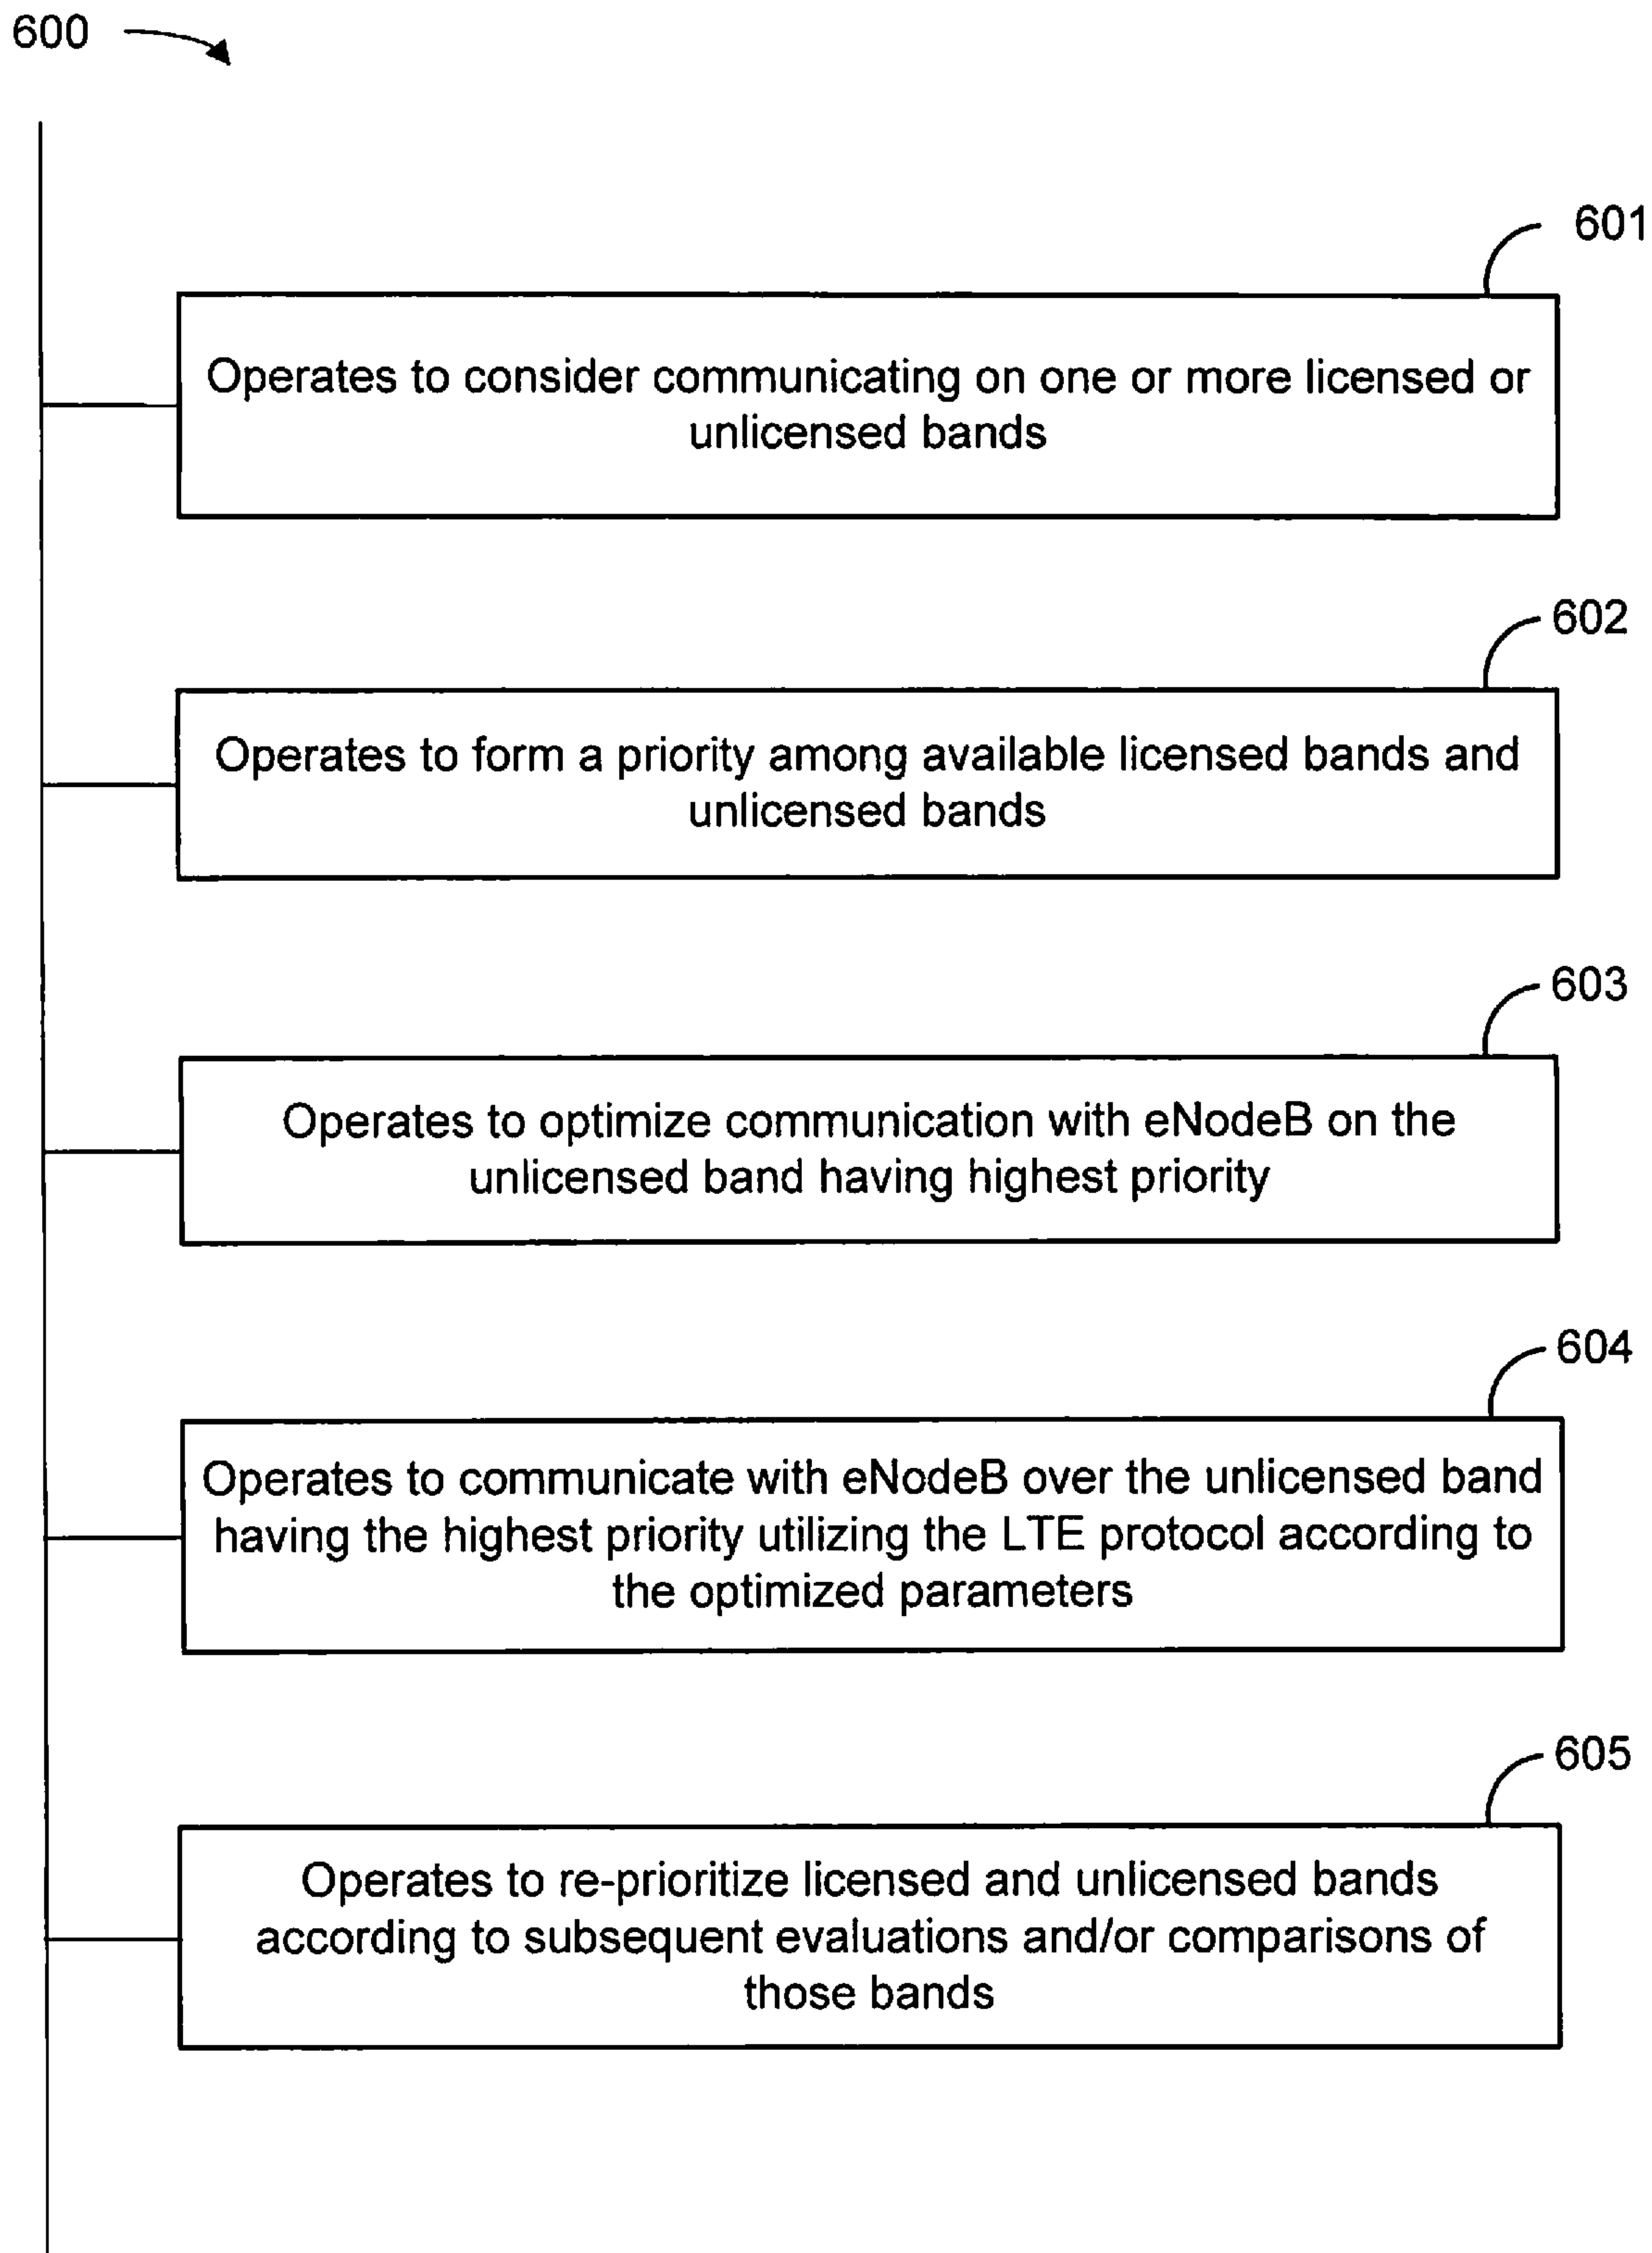 600
601
Operates to consider communicating on one or more licensed or
unlicensed bands
602
Operates to form a priority among available licensed bands and
unlicensed bands
603
Operates to optimize communication with eNodeB on the
unlicensed band having highest priority
604
Operates to communicate with eNodeB over the unlicensed band
having the highest priority utilizing the LTE protocol according to
the optimized parameters
605
Operates to re-prioritize licensed and unlicensed bands
according to subsequent evaluations and/or comparisons of
those bands